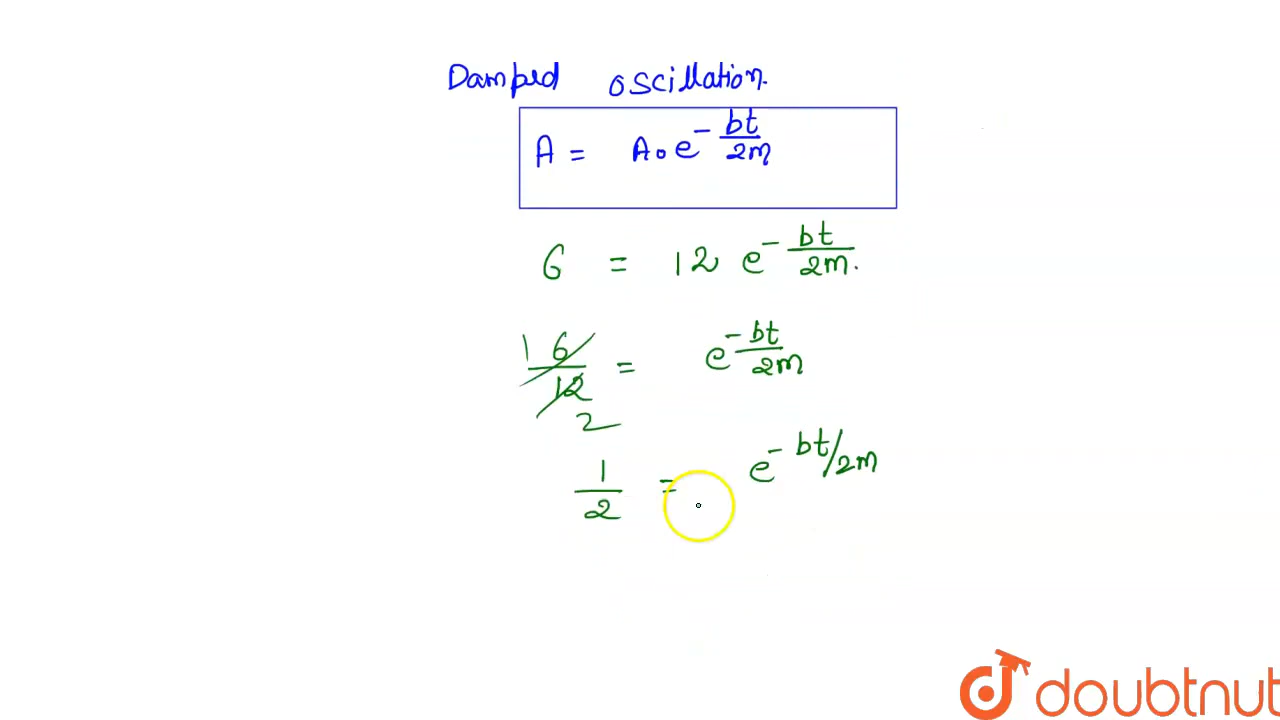 Damped oscillation.
A = A₀ e^{-bt/2m}
6 = 12 e^{-bt/2m}.
1 6/12 2 = e^{-bt/2m}
1/2 = e^{-bt/2m}
doubtnut